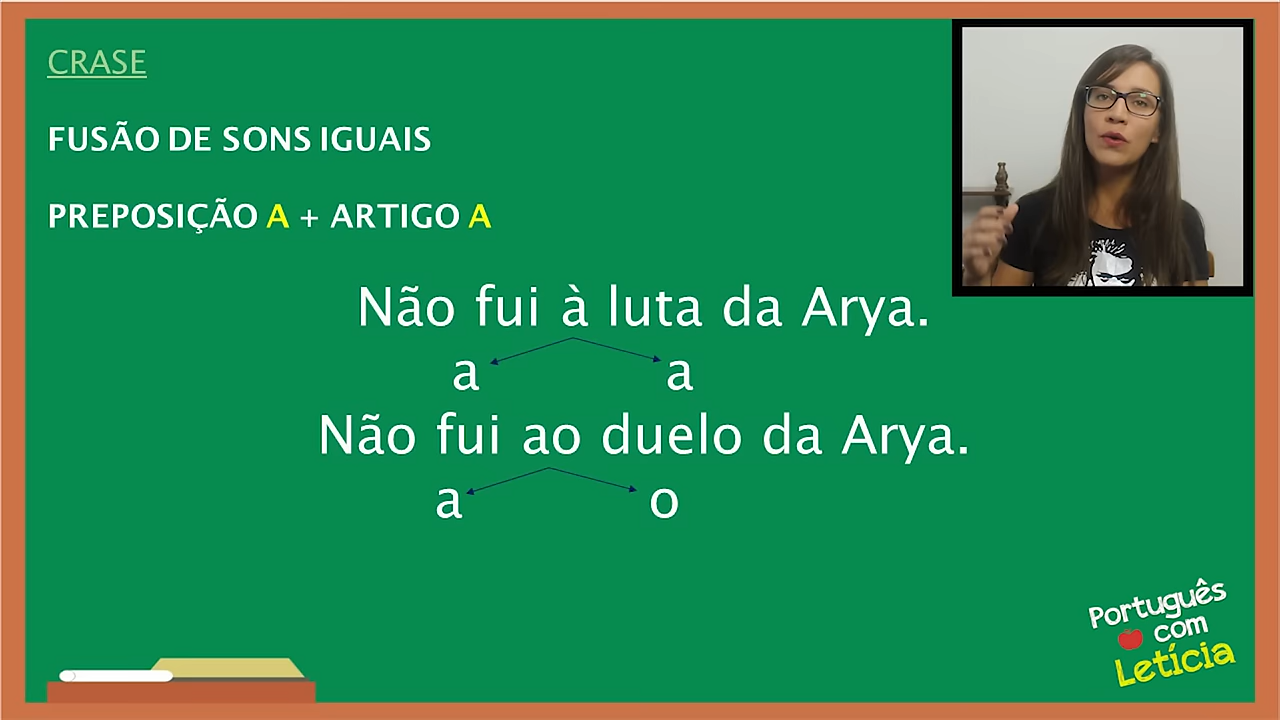 CRASE
FUSÃO DE SONS IGUAIS
PREPOSIÇÃO A + ARTIGO A
Não fui à luta da Arya.
a a
Não fui ao duelo da Arya.
a o
Português
com
Letícia